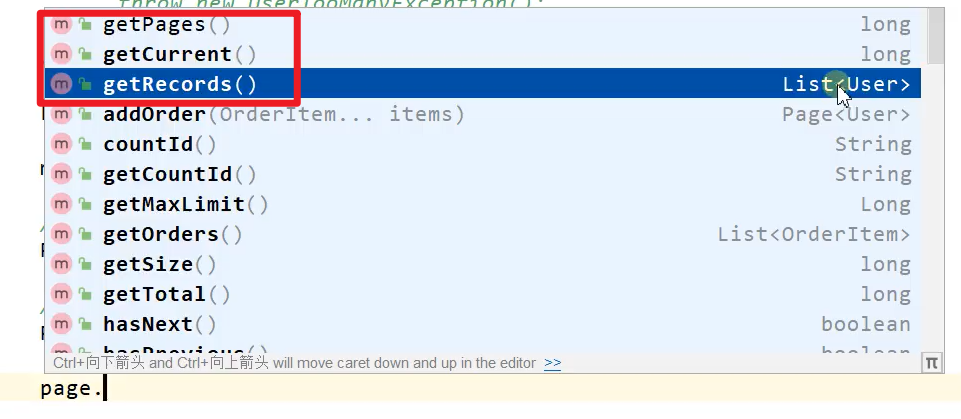 throw new UserTooManyException();
getPages() long
getCurrent() long
getRecords() List<User>
addOrder(OrderItem... items) Page<User>
countId() String
getCountId() String
getMaxLimit() Long
getOrders() List<OrderItem>
getSize() long
getTotal() long
hasNext() boolean
hasPrevious() boolean
Ctrl+向下箭头 and Ctrl+向上箭头 will move caret down and up in the editor >>
π
page.